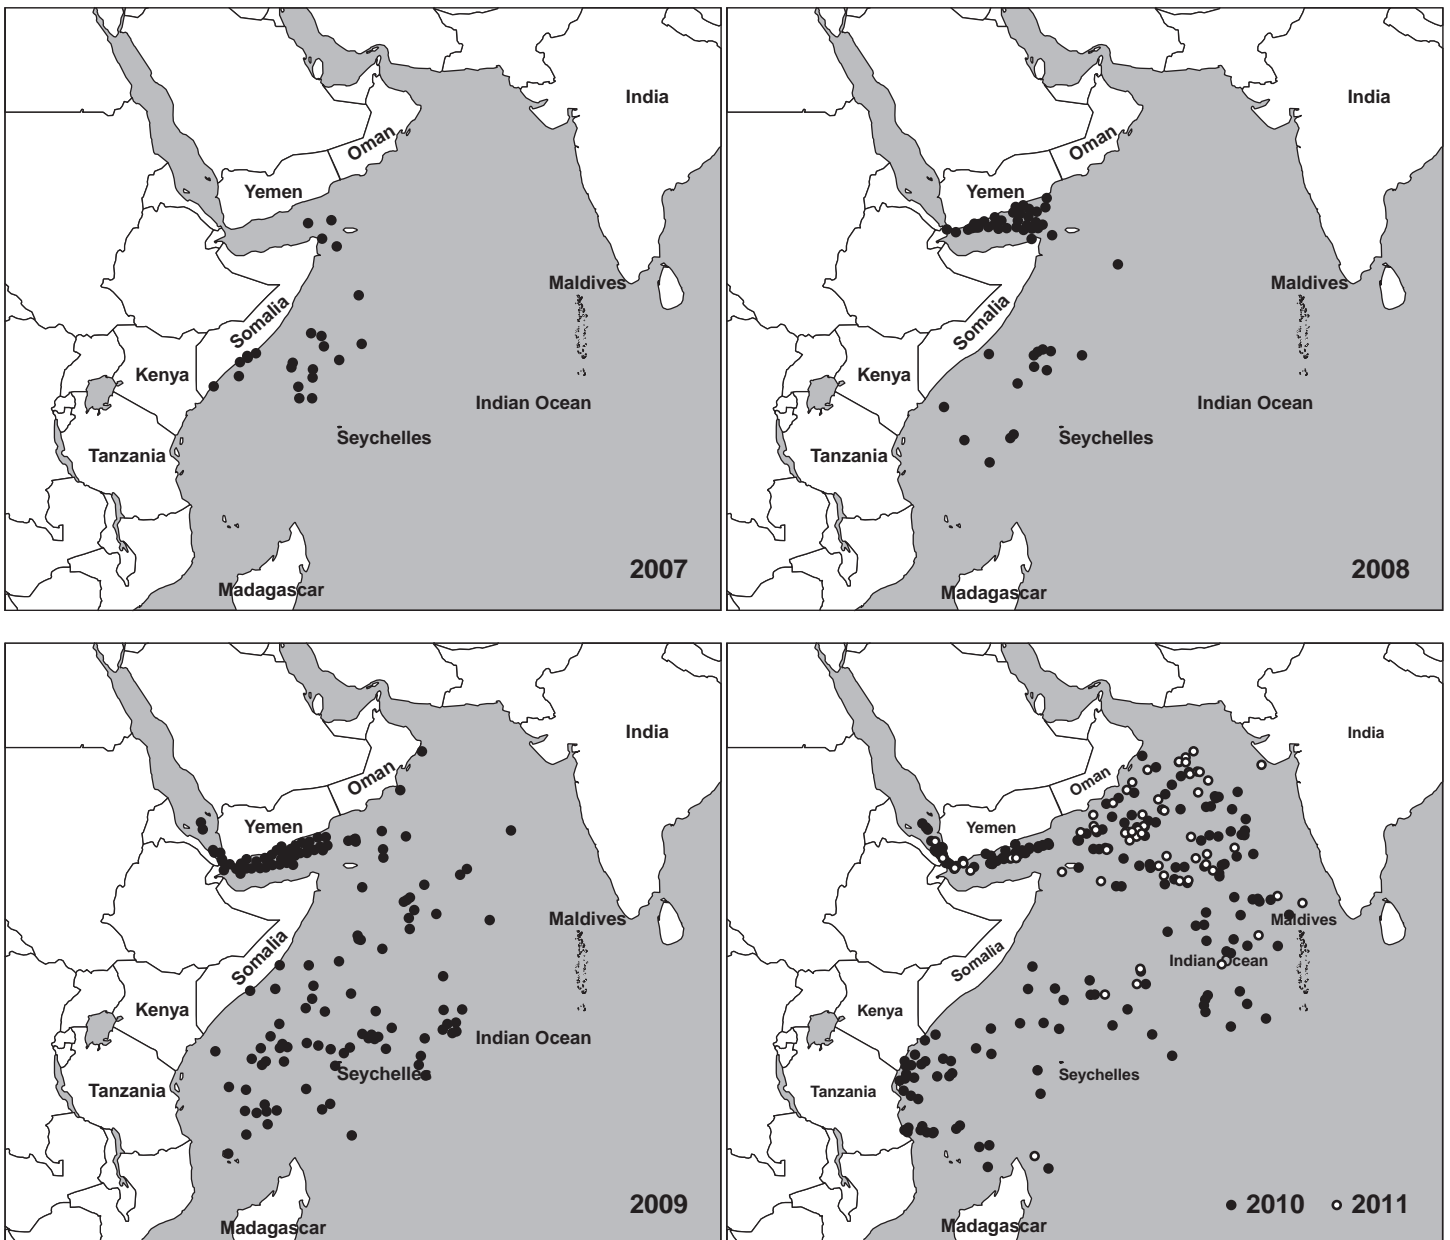 India
Oman
Yemen
Maldives
Somalia
Kenya
Indian Ocean
Seychelles
Tanzania
2007
Madagascar
India
Oman
Yemen
Maldives
Somalia
Kenya
Indian Ocean
Seychelles
Tanzania
2008
Madagascar
India
Oman
Yemen
Maldives
Somalia
Kenya
Indian Ocean
Seychelles
Tanzania
2009
Madagascar
India
Oman
Yemen
Maldives
Somalia
Indian Ocean
Kenya
Seychelles
Tanzania
2010 2011
Madagascar